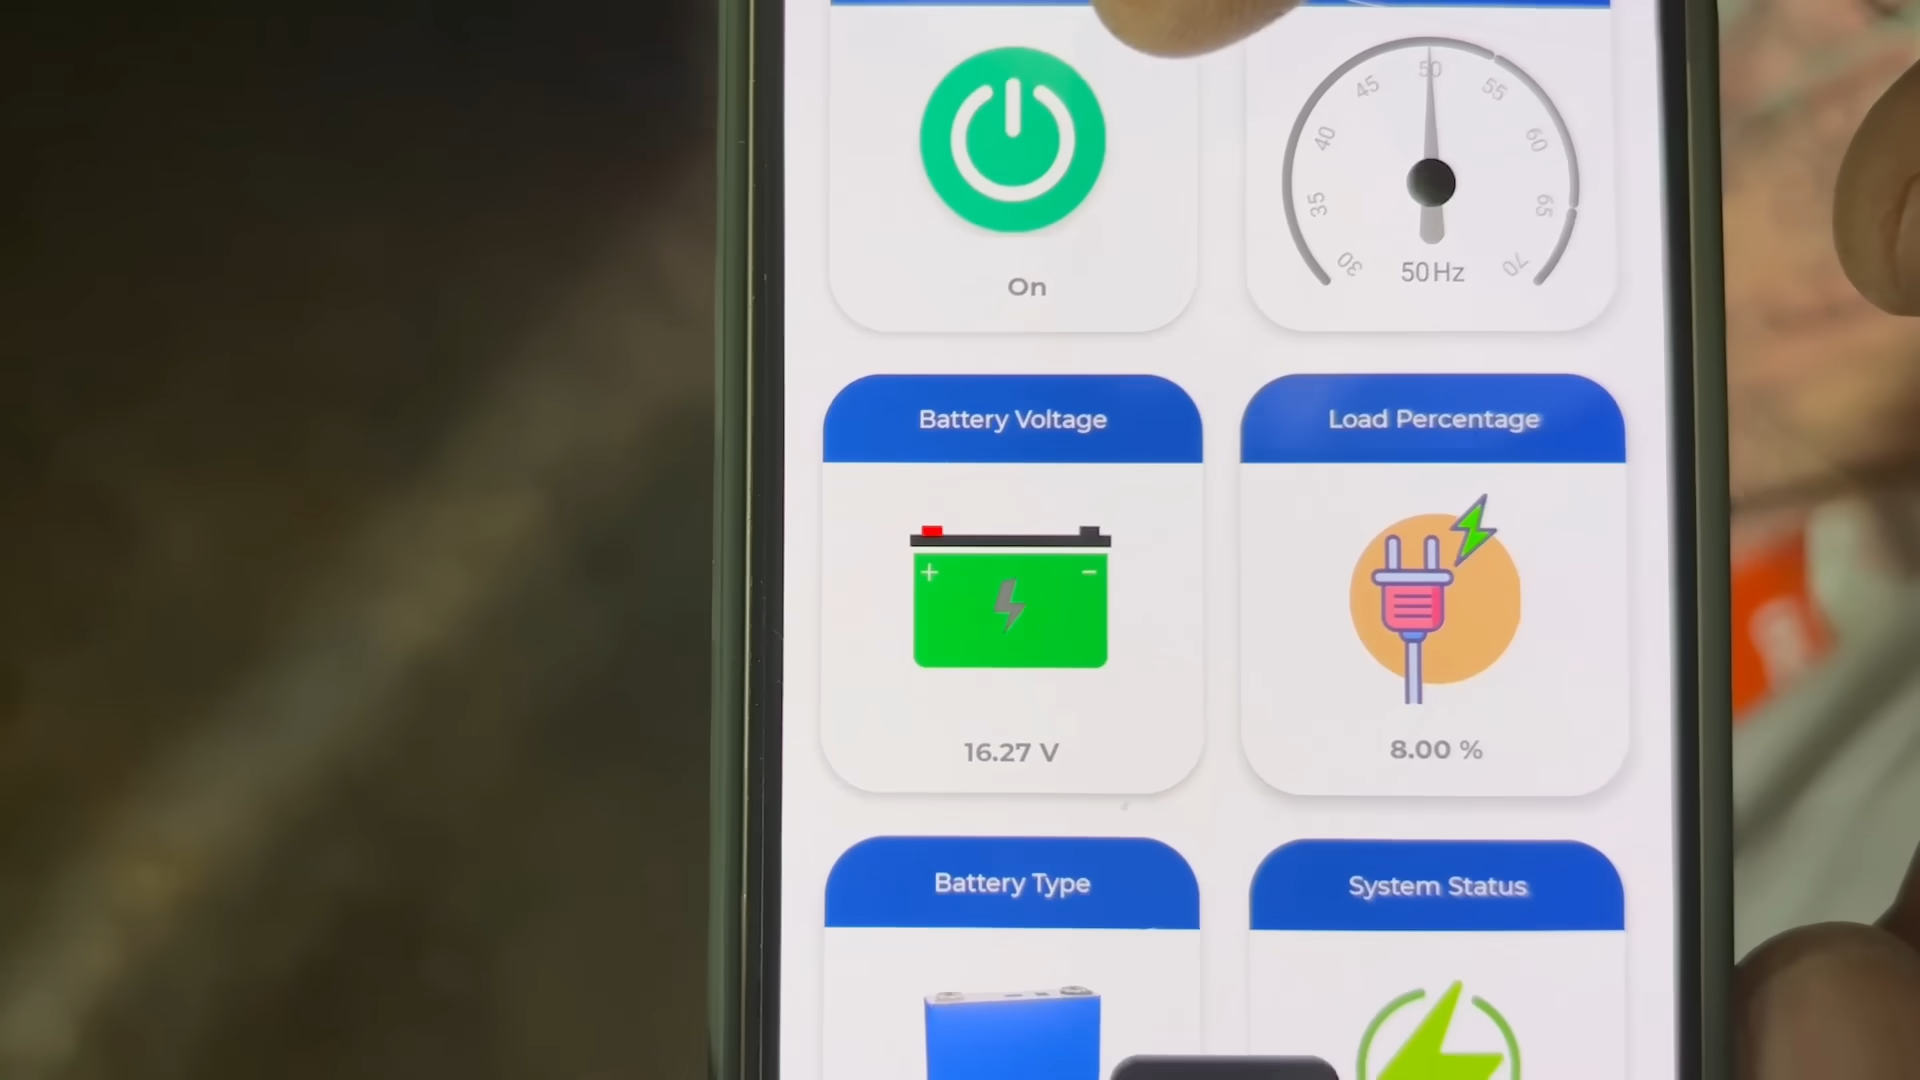 30
35
40
45
50
55
60
65
70
On
50Hz
Battery Voltage
Load Percentage
+ −
16.27 V
8.00 %
Battery Type
System Status